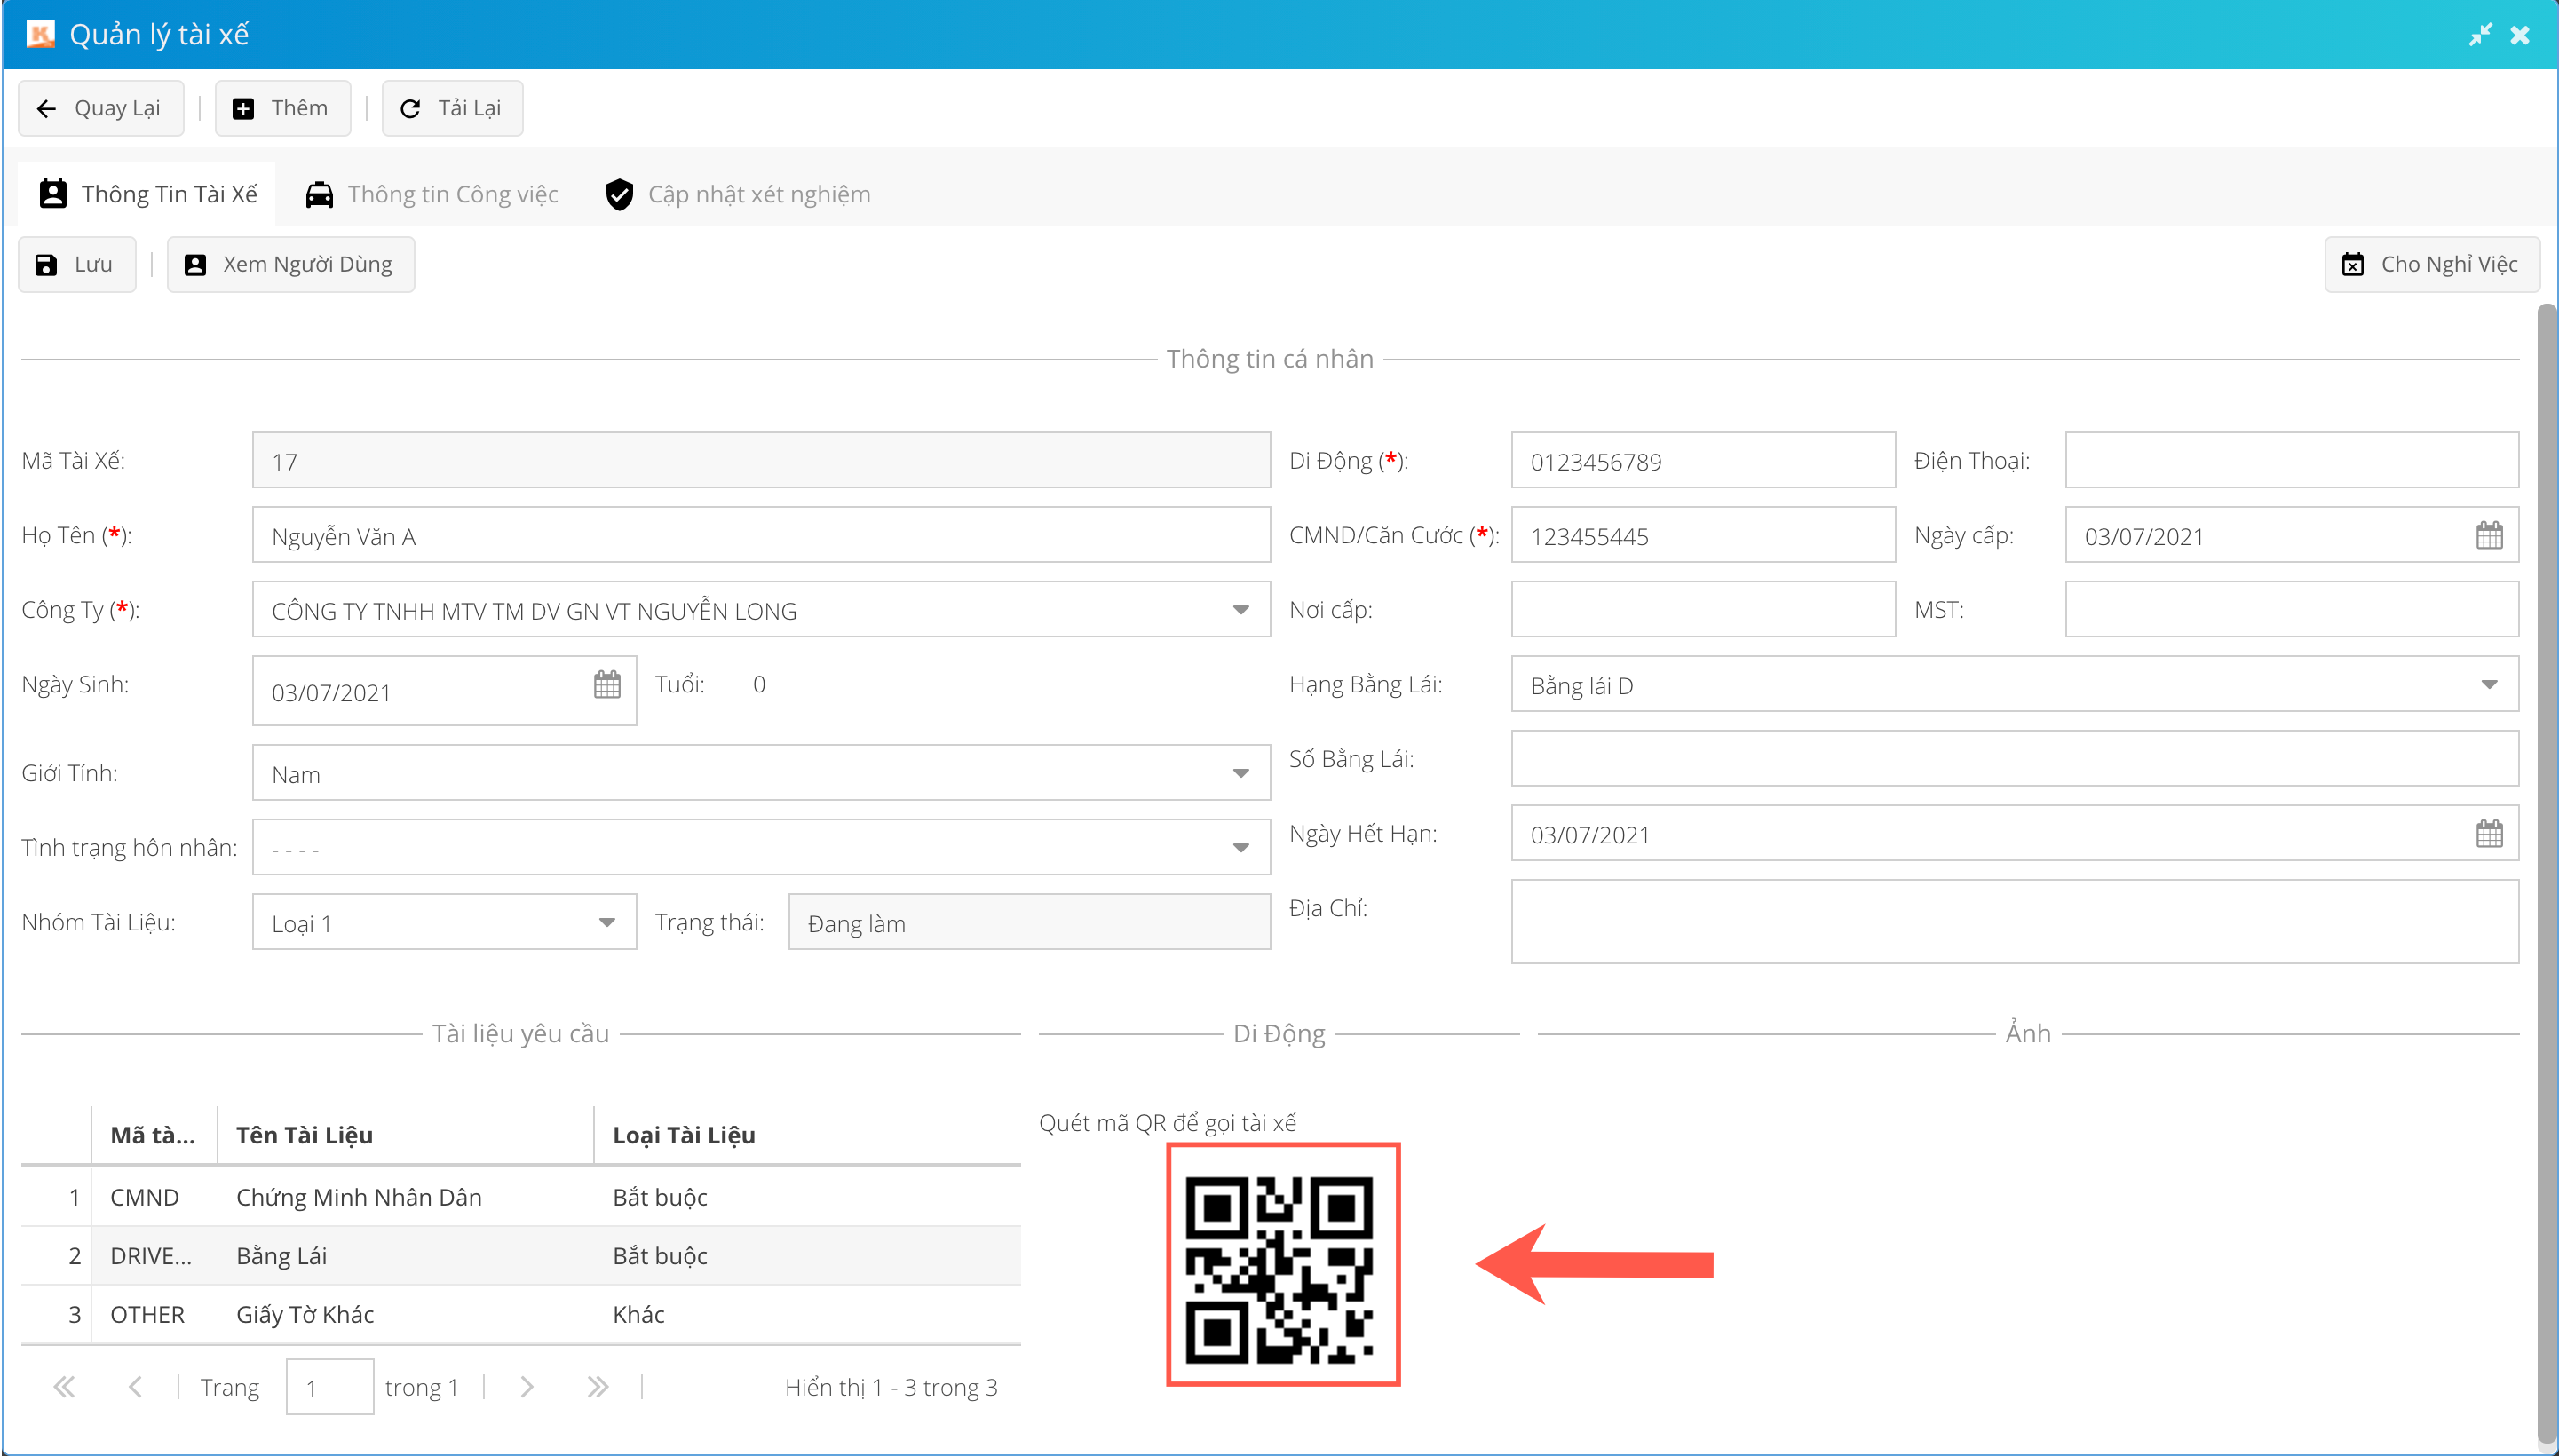 Quản lý tài xế
Quay Lại
Thêm
Tải Lại
Thông Tin Tài Xế
Thông tin Công việc
Cập nhật xét nghiệm
Lưu
Xem Người Dùng
Cho Nghỉ Việc
Thông tin cá nhân
Mã Tài Xế: 17
Di Động (*): 0123456789
Điện Thoại:
Họ Tên (*): Nguyễn Văn A
CMND/Căn Cước (*): 123455445
Ngày cấp: 03/07/2021
Công Ty (*): CÔNG TY TNHH MTV TM DV GN VT NGUYỄN LONG
Nơi cấp:
MST:
Ngày Sinh: 03/07/2021
Tuổi: 0
Hạng Bằng Lái: Bằng lái D
Giới Tính: Nam
Số Bằng Lái:
Tình trạng hôn nhân: - - - -
Ngày Hết Hạn: 03/07/2021
Nhóm Tài Liệu: Loại 1
Trạng thái: Đang làm
Địa Chỉ:
Tài liệu yêu cầu
Di Động
Ảnh
Mã tà... Tên Tài Liệu Loại Tài Liệu
1 CMND Chứng Minh Nhân Dân Bắt buộc
2 DRIVE... Bằng Lái Bắt buộc
3 OTHER Giấy Tờ Khác Khác
Trang 1 trong 1
Hiển thị 1 - 3 trong 3
Quét mã QR để gọi tài xế